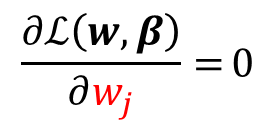 ∂ℒ(w, β)
∂w_j
= 0